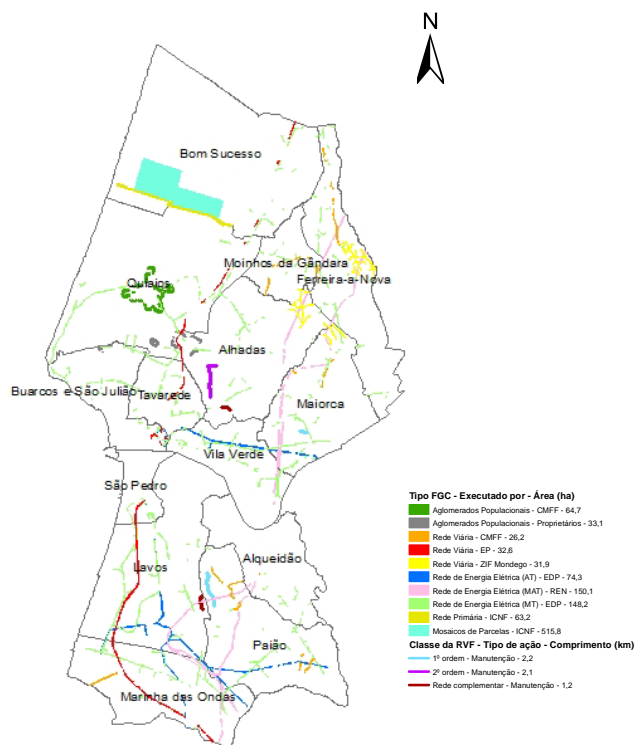 N
Bom Sucesso
Moinhos da Gândara
Ferreira-a-Nova
Quiaios
Alhadas
Buarcos e São Julião
Tavarede
Maiorca
Vila Verde
São Pedro
Lavos
Alqueidão
Paião
Marinha das Ondas
Tipo FGC - Executado por - Área (ha)
Aglomerados Populacionais - CMFF - 64,7
Aglomerados Populacionais - Proprietários - 33,1
Rede Viária - CMFF - 26,2
Rede Viária - EP - 32,6
Rede Viária - ZIF Mondego - 31,9
Rede de Energia Elétrica (AT) - EDP - 74,3
Rede de Energia Elétrica (MAT) - REN - 150,1
Rede de Energia Elétrica (MT) - EDP - 148,2
Rede Primária - ICNF - 63,2
Mosaicos de Parcelas - ICNF - 515,8
Classe da RVF - Tipo de ação - Comprimento (km)
1º ordem - Manutenção - 2,2
2º ordem - Manutenção - 2,1
Rede complementar - Manutenção - 1,2